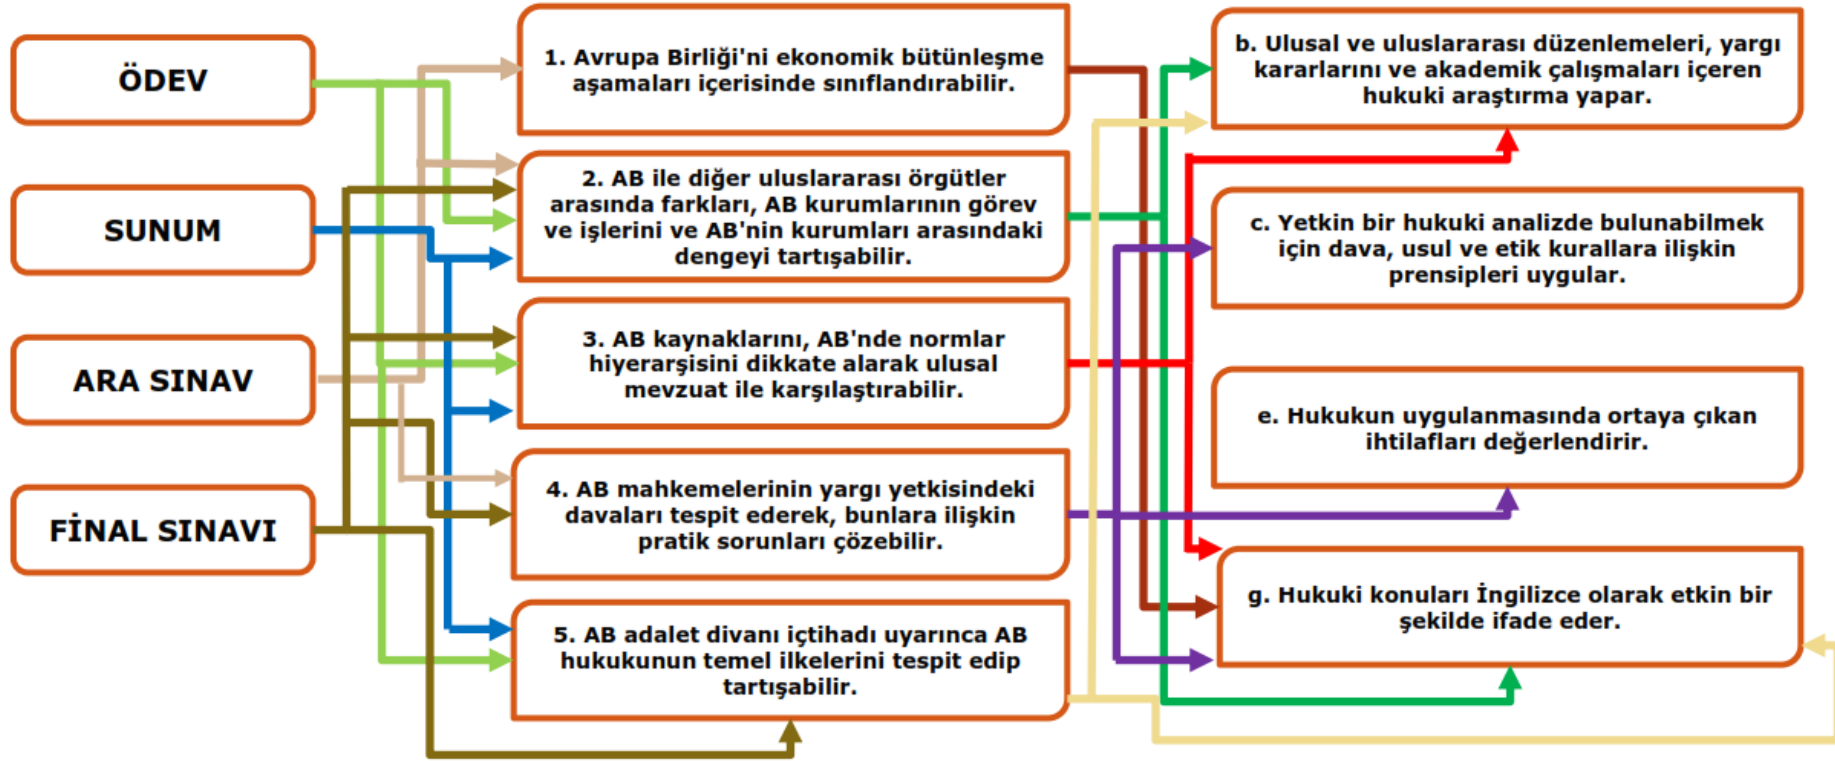 ÖDEV
SUNUM
ARA SINAV
FİNAL SINAVI
1. Avrupa Birliği'ni ekonomik bütünleşme
aşamaları içerisinde sınıflandırabilir.
2. AB ile diğer uluslararası örgütler
arasında farkları, AB kurumlarının görev
ve işlerini ve AB'nin kurumları arasındaki
dengeyi tartışabilir.
3. AB kaynaklarını, AB'nde normlar
hiyerarşisini dikkate alarak ulusal
mevzuat ile karşılaştırabilir.
4. AB mahkemelerinin yargı yetkisindeki
davaları tespit ederek, bunlara ilişkin
pratik sorunları çözebilir.
5. AB adalet divanı içtihadı uyarınca AB
hukukunun temel ilkelerini tespit edip
tartışabilir.
b. Ulusal ve uluslararası düzenlemeleri, yargı
kararlarını ve akademik çalışmaları içeren
hukuki araştırma yapar.
c. Yetkin bir hukuki analizde bulunabilmek
için dava, usul ve etik kurallara ilişkin
prensipleri uygular.
e. Hukukun uygulanmasında ortaya çıkan
ihtilafları değerlendirir.
g. Hukuki konuları İngilizce olarak etkin bir
şekilde ifade eder.